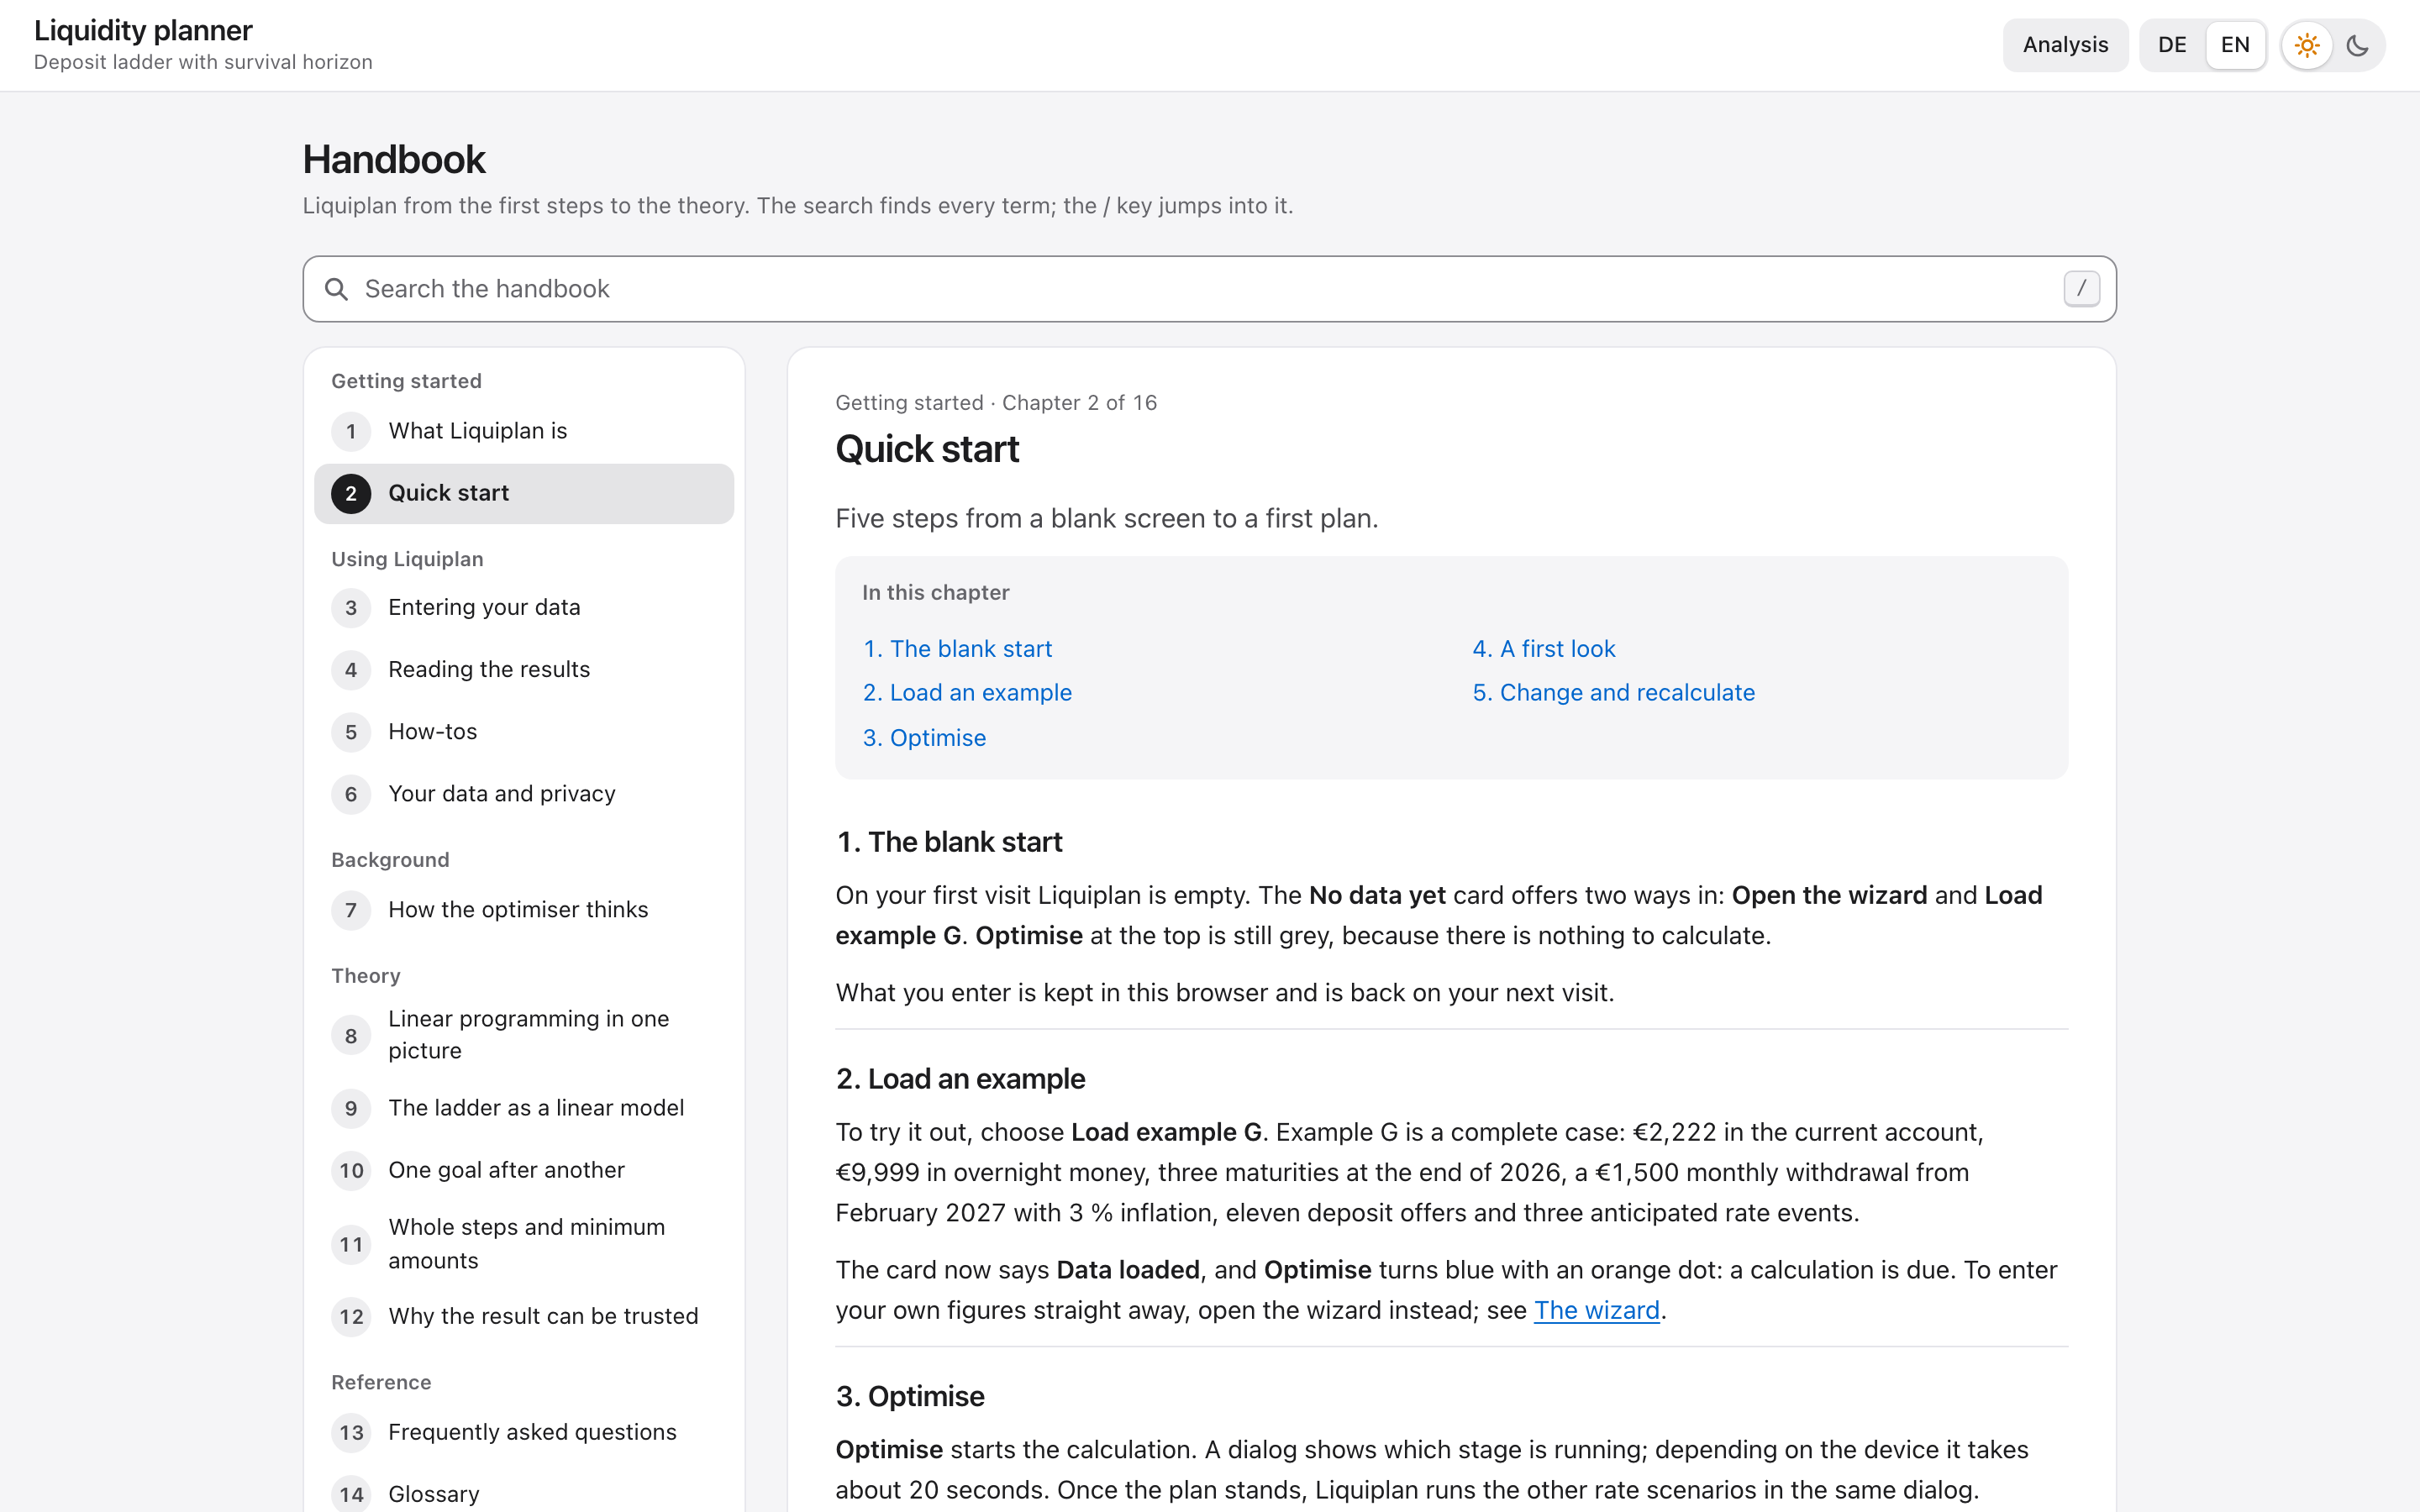 Liquidity planner
Deposit ladder with survival horizon
Analysis
DE
EN
Handbook
Liquiplan from the first steps to the theory. The search finds every term; the / key jumps into it.
Search the handbook
/
Getting started
1 What Liquiplan is
2 Quick start
Using Liquiplan
3 Entering your data
4 Reading the results
5 How-tos
6 Your data and privacy
Background
7 How the optimiser thinks
Theory
8 Linear programming in one
picture
9 The ladder as a linear model
10 One goal after another
11 Whole steps and minimum
amounts
12 Why the result can be trusted
Reference
13 Frequently asked questions
14 Glossary
Getting started · Chapter 2 of 16
Quick start
Five steps from a blank screen to a first plan.
In this chapter
1. The blank start
2. Load an example
3. Optimise
4. A first look
5. Change and recalculate
1. The blank start
On your first visit Liquiplan is empty. The No data yet card offers two ways in: Open the wizard and Load
example G. Optimise at the top is still grey, because there is nothing to calculate.
What you enter is kept in this browser and is back on your next visit.
2. Load an example
To try it out, choose Load example G. Example G is a complete case: €2,222 in the current account,
€9,999 in overnight money, three maturities at the end of 2026, a €1,500 monthly withdrawal from
February 2027 with 3 % inflation, eleven deposit offers and three anticipated rate events.
The card now says Data loaded, and Optimise turns blue with an orange dot: a calculation is due. To enter
your own figures straight away, open the wizard instead; see The wizard.
3. Optimise
Optimise starts the calculation. A dialog shows which stage is running; depending on the device it takes
about 20 seconds. Once the plan stands, Liquiplan runs the other rate scenarios in the same dialog.